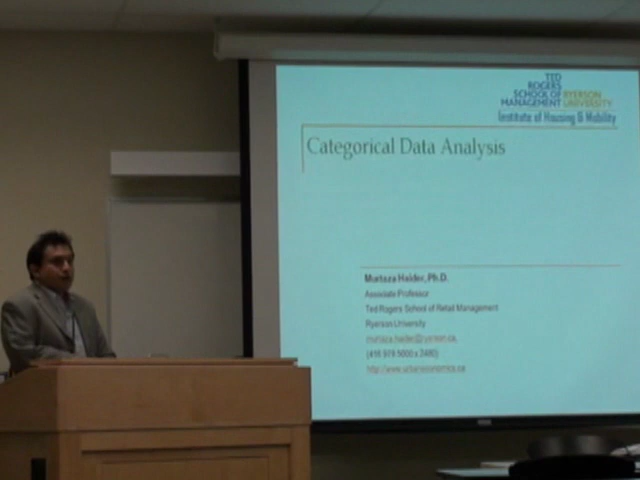 TED
ROGERS
SCHOOL OF RYERSON
MANAGEMENT UNIVERSITY
Institute of Housing & Mobility
Categorical Data Analysis
Murtaza Haider, Ph.D.
Associate Professor
Ted Rogers School of Retail Management
Ryerson University